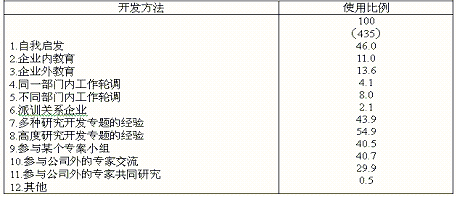 开发方法 使用比例
100
(435)
1.自我启发 46.0
2.企业内教育 11.0
3.企业外教育 13.6
4.同一部门内工作轮调 4.1
5.不同部门内工作轮调 8.0
6.派训关系企业 2.1
7.多种研究开发专题的经验 43.9
8.高度研究开发专题的经验 54.9
9.参与某个专案小组 40.5
10.参与公司外的专家交流 40.7
11.参与公司外的专家共同研究 29.9
12.其他 0.5